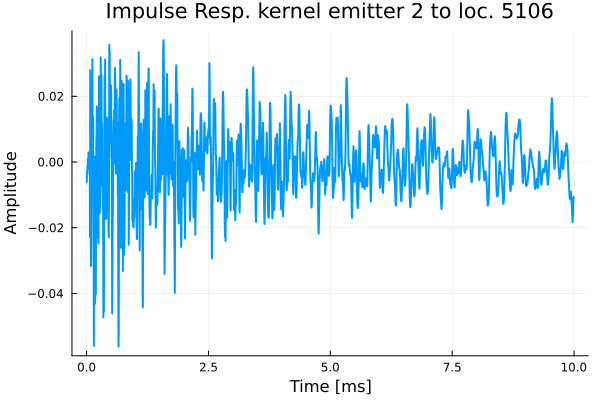 Impulse Resp. kernel emitter 2 to loc. 5106
Amplitude
0.02
0.00
−0.02
−0.04
0.0 2.5 5.0 7.5 10.0
Time [ms]